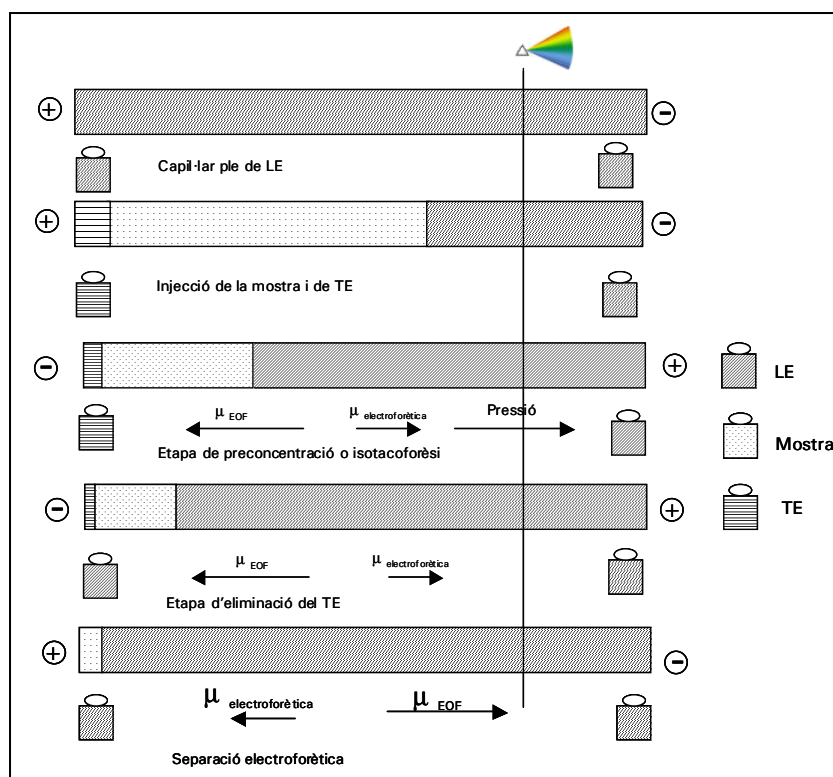 Capil·lar ple de LE
Injecció de la mostra i de TE
LE
μ EOF μ electroforètica Pressió
Etapa de preconcentració o isotacoforèsi
Mostra
TE
μ EOF μ electroforètica
Etapa d'eliminació del TE
μ electroforètica μ EOF
Separació electroforètica